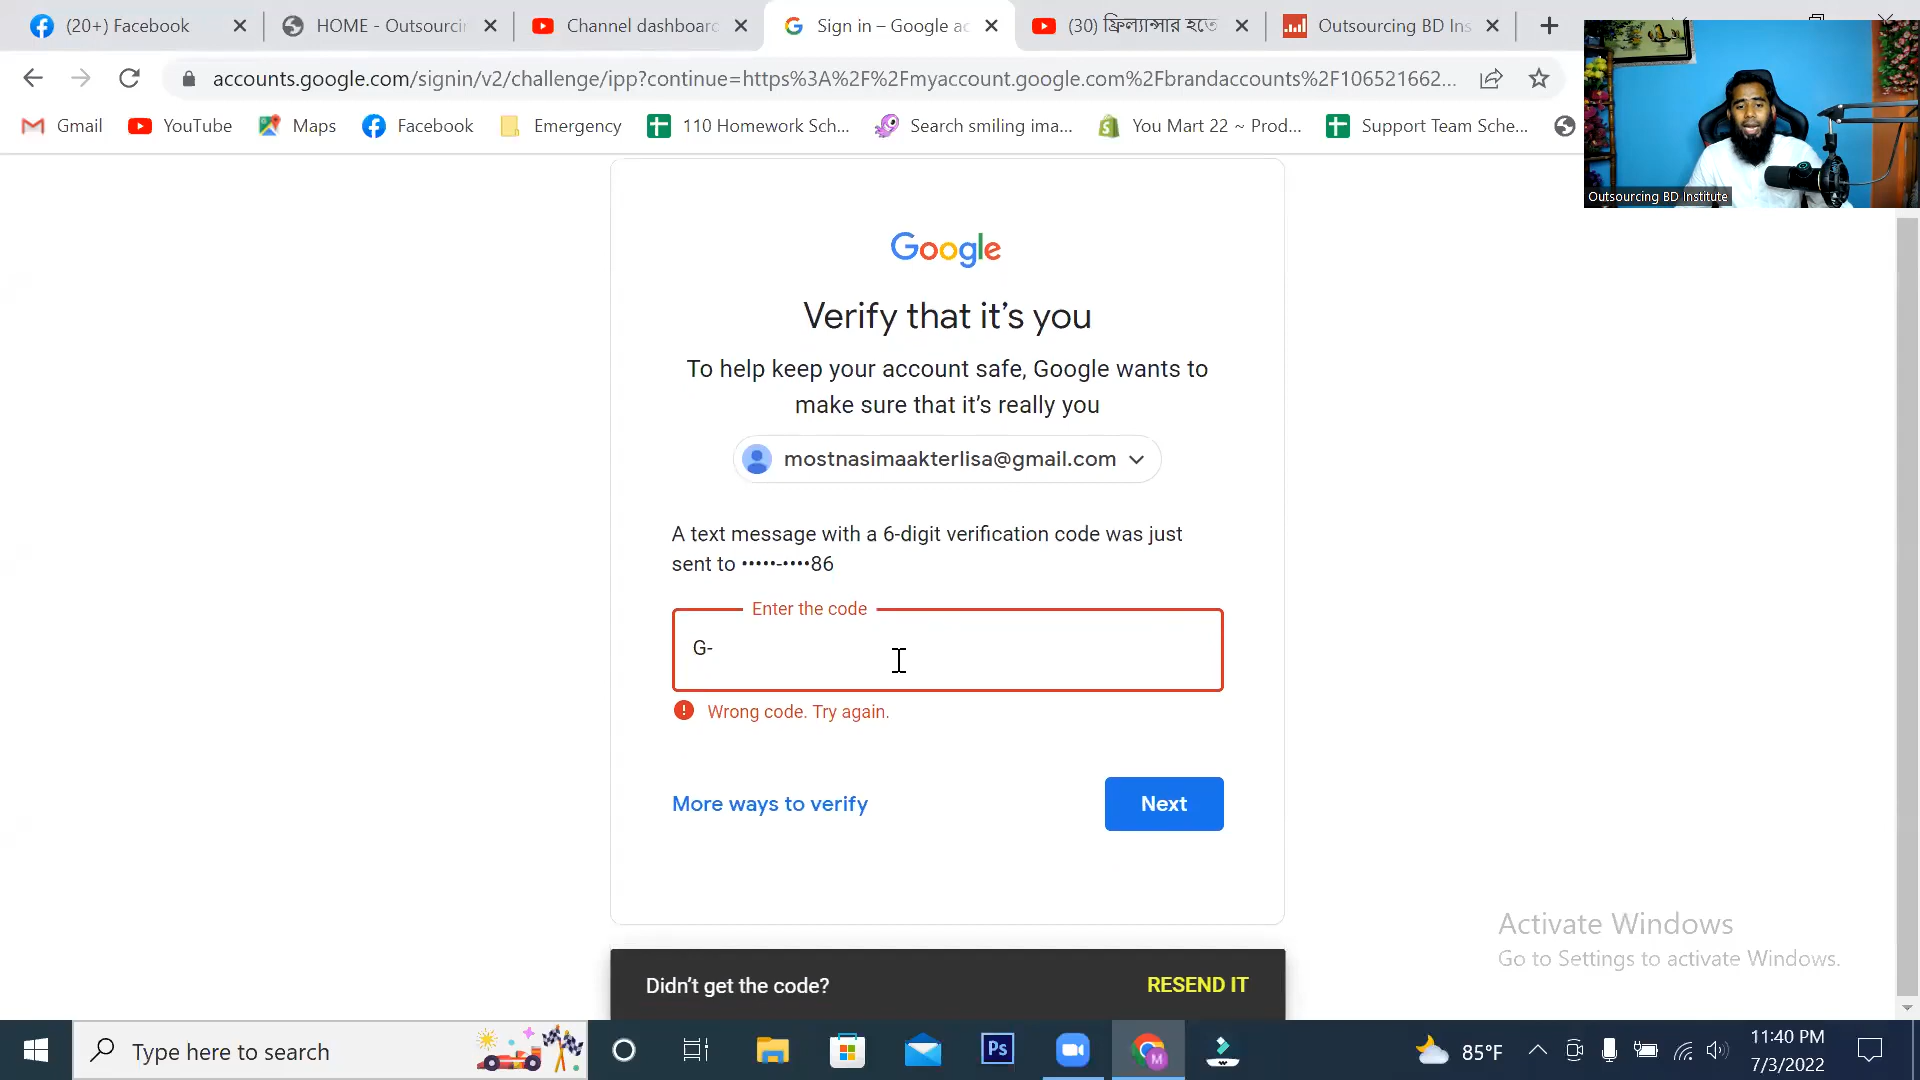 (20+) Facebook
HOME - Outsourcin
Channel dashboard
Sign in – Google ac
(30) ফ্রিল্যান্সার হতে
Outsourcing BD Ins
accounts.google.com/signin/v2/challenge/ipp?continue=https%3A%2F%2Fmyaccount.google.com%2Fbrandaccounts%2F106521662...
Gmail
YouTube
Maps
Facebook
Emergency
110 Homework Sch...
Search smiling ima...
You Mart 22 ~ Prod...
Support Team Sche...
Outsourcing BD Institute
Google
Verify that it's you
To help keep your account safe, Google wants to
make sure that it's really you
mostnasimaakterlisa@gmail.com
A text message with a 6-digit verification code was just
sent to •••••-••••86
Enter the code
G-
Wrong code. Try again.
More ways to verify
Next
Activate Windows
Go to Settings to activate Windows.
Didn't get the code?
RESEND IT
Type here to search
Ps
M
85°F
11:40 PM
7/3/2022